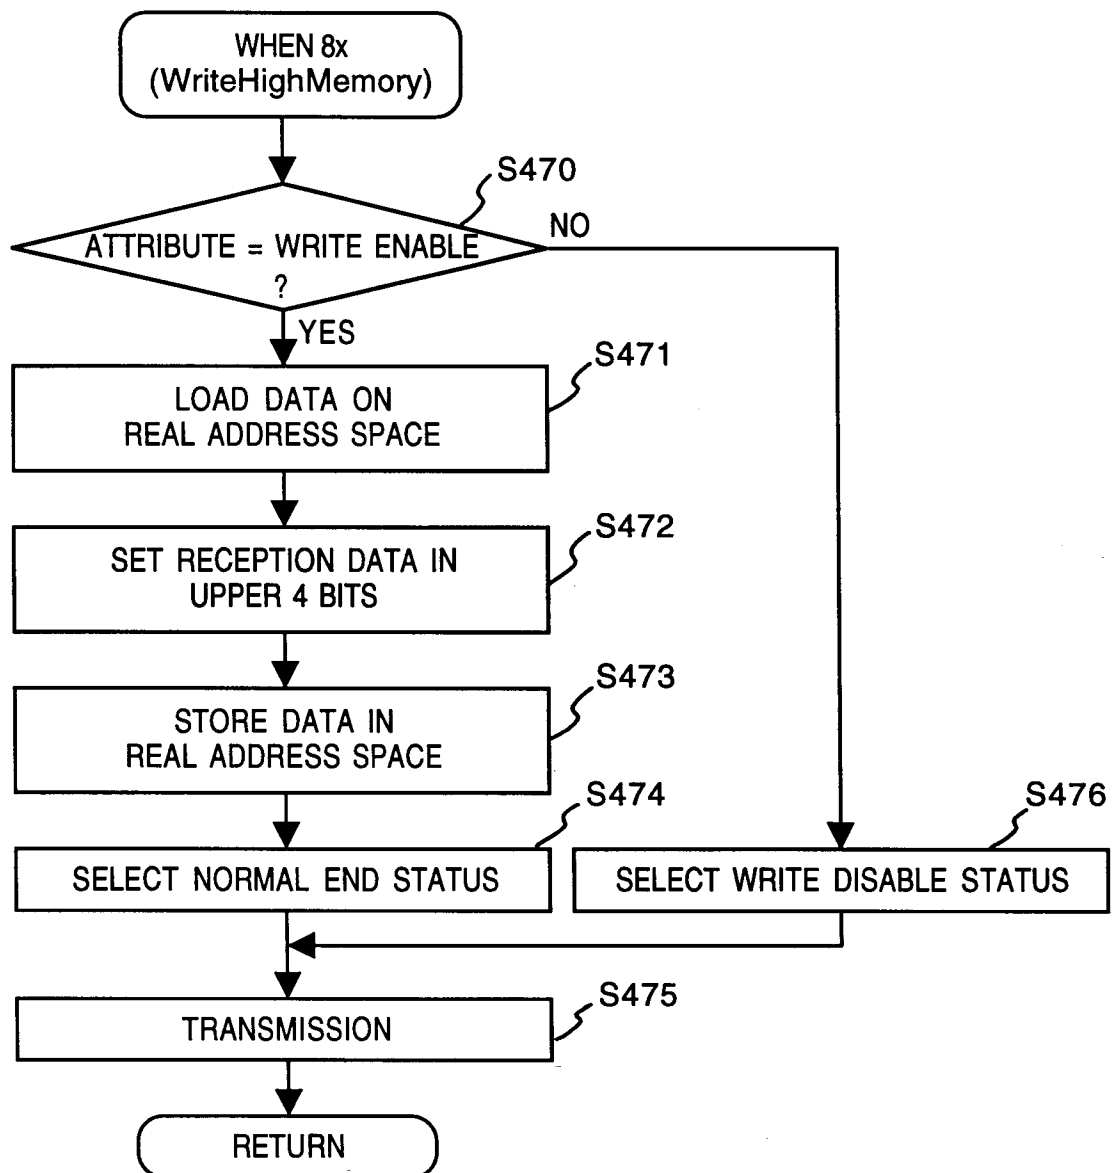 WHEN 8x
(WriteHighMemory)
S470
NO
ATTRIBUTE = WRITE ENABLE
?
YES
S471
LOAD DATA ON
REAL ADDRESS SPACE
S472
SET RECEPTION DATA IN
UPPER 4 BITS
S473
STORE DATA IN
REAL ADDRESS SPACE
S474
S476
SELECT NORMAL END STATUS
SELECT WRITE DISABLE STATUS
S475
TRANSMISSION
RETURN